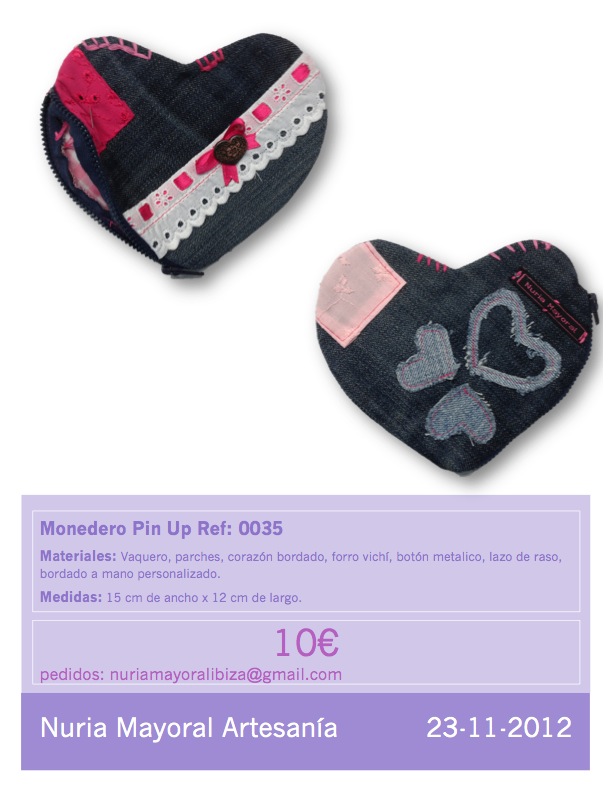 Nuria Mayoral
Monedero Pin Up Ref: 0035
Materiales: Vaquero, parches, corazón bordado, forro vichí, botón metalico, lazo de raso,
bordado a mano personalizado.
Medidas: 15 cm de ancho x 12 cm de largo.
10€
pedidos: nuriamayoralibiza@gmail.com
Nuria Mayoral Artesanía 23-11-2012